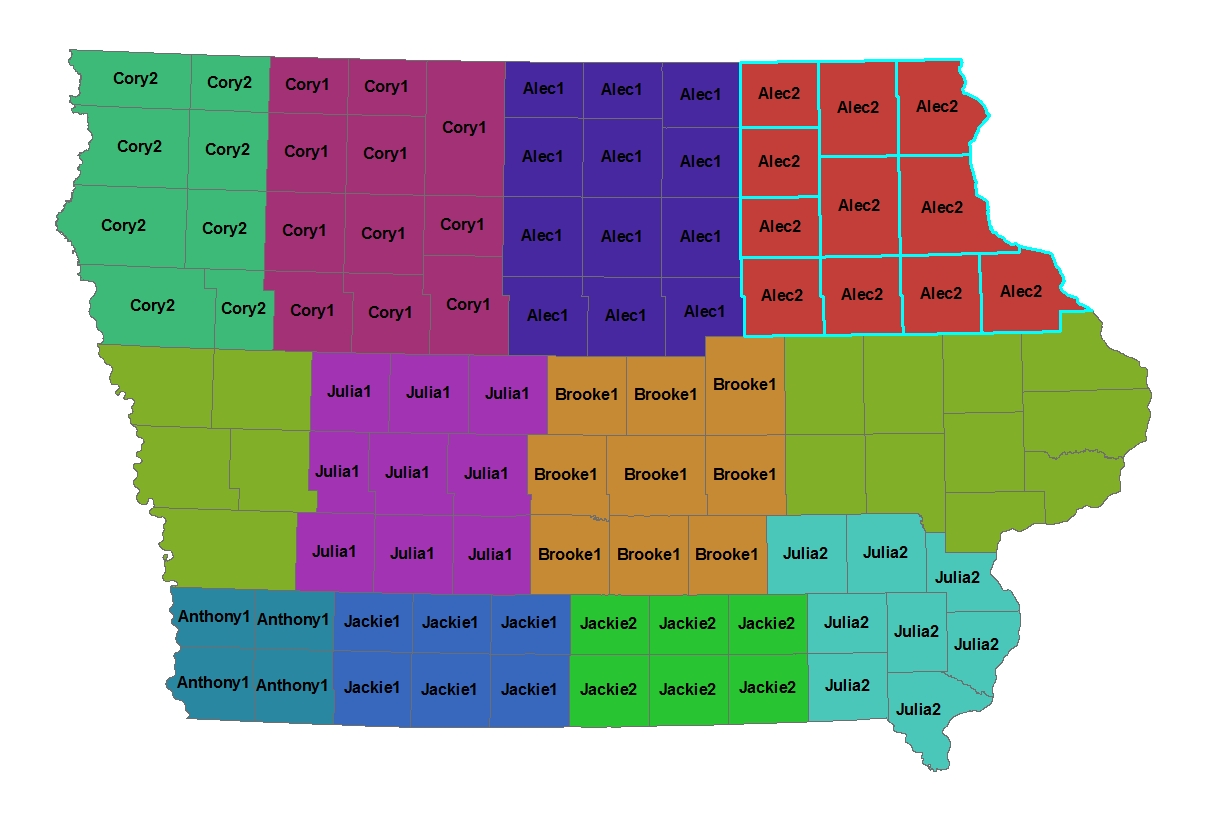 Cory2 Cory2 Cory1 Cory1 Cory1 Alec1 Alec1 Alec1 Alec2 Alec2 Alec2
Cory2 Cory2 Cory1 Cory1 Alec1 Alec1 Alec1 Alec2
Cory2 Cory2 Cory1 Cory1 Cory1 Alec1 Alec1 Alec1 Alec2 Alec2 Alec2
Cory2 Cory2 Cory1 Cory1 Cory1 Alec1 Alec1 Alec1 Alec2 Alec2 Alec2 Alec2
Julia1 Julia1 Julia1 Brooke1 Brooke1 Brooke1
Julia1 Julia1 Julia1 Brooke1 Brooke1 Brooke1
Julia1 Julia1 Julia1 Brooke1 Brooke1 Brooke1 Julia2 Julia2 Julia2
Anthony1 Anthony1 Jackie1 Jackie1 Jackie1 Jackie2 Jackie2 Jackie2 Julia2 Julia2 Julia2
Anthony1 Anthony1 Jackie1 Jackie1 Jackie1 Jackie2 Jackie2 Jackie2 Julia2 Julia2